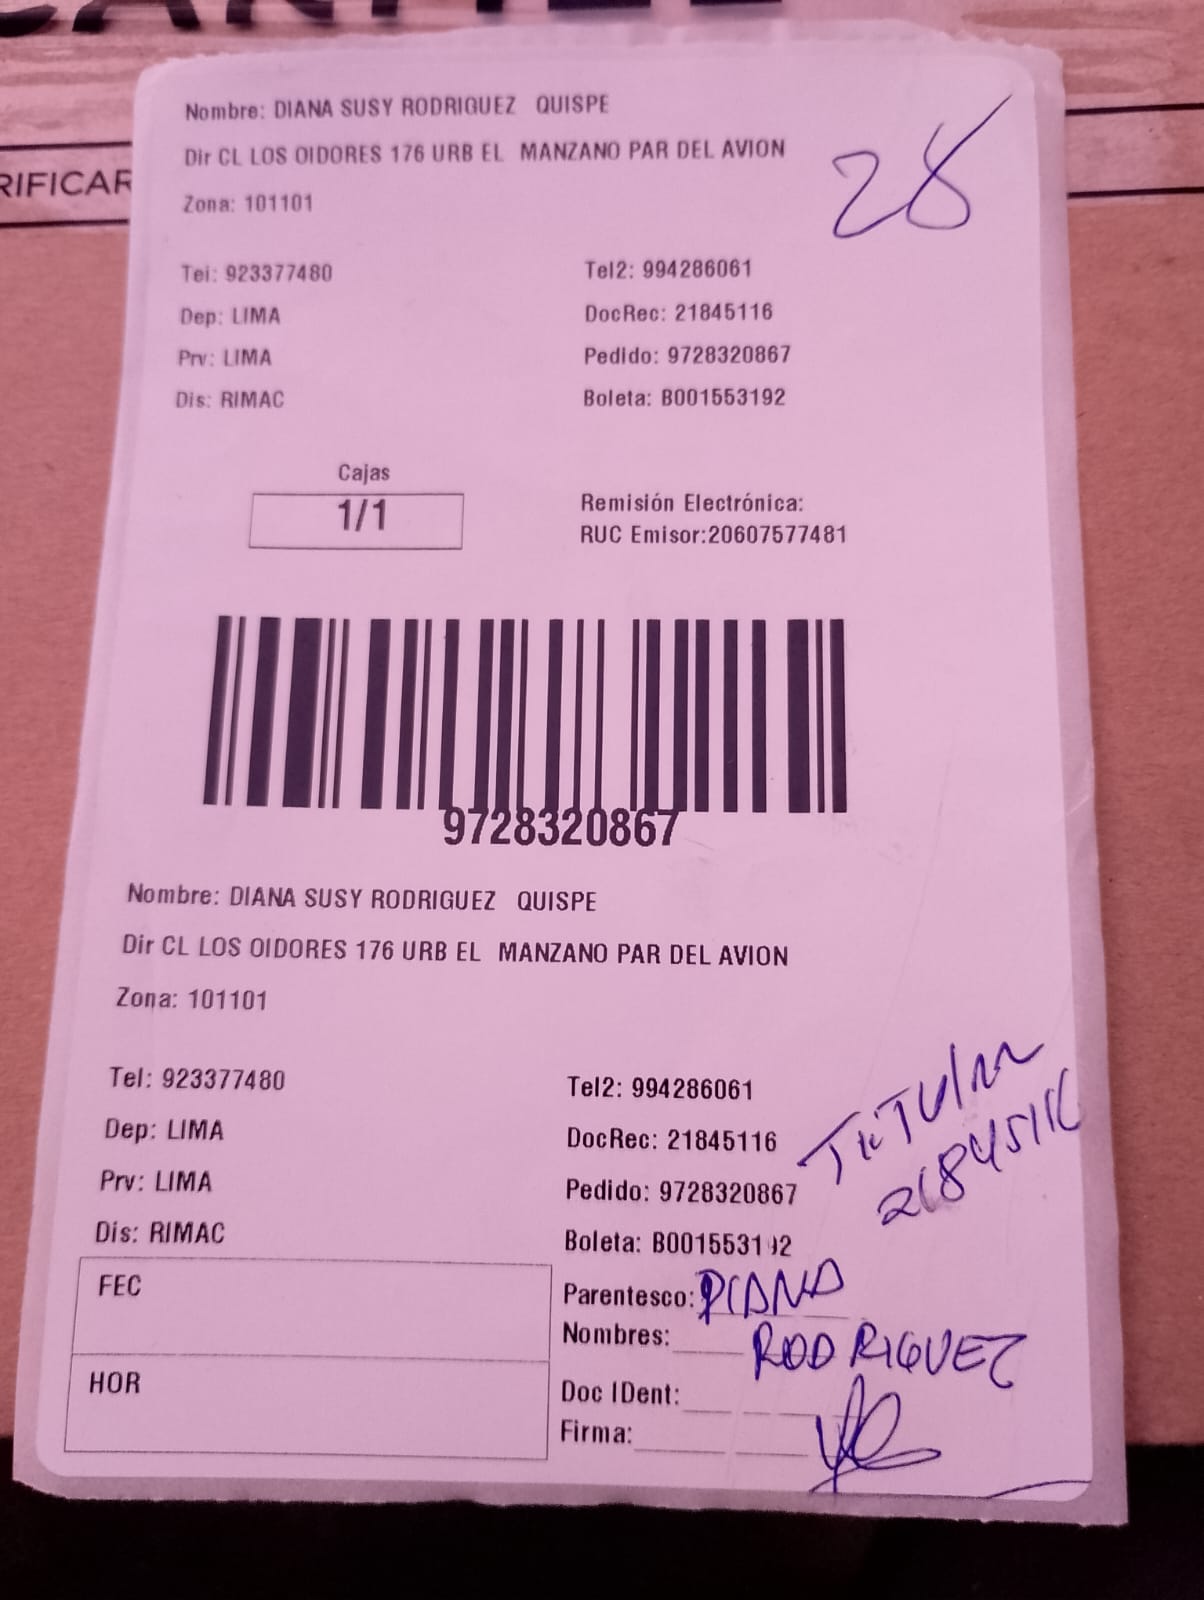 RIFICAR
Nombre: DIANA SUSY RODRIGUEZ QUISPE
Dir CL LOS OIDORES 176 URB EL MANZANO PAR DEL AVION
28
Zona: 101101
Tel: 923377480 Tel2: 994286061
Dep: LIMA DocRec: 21845116
Prv: LIMA Pedido: 9728320867
Dis: RIMAC Boleta: B001553192
Cajas
1/1
Remisión Electrónica:
RUC Emisor:20607577481
9728320867
Nombre: DIANA SUSY RODRIGUEZ QUISPE
Dir CL LOS OIDORES 176 URB EL MANZANO PAR DEL AVION
Zona: 101101
Tel: 923377480 Tel2: 994286061
Dep: LIMA DocRec: 21845116
Prv: LIMA Pedido: 9728320867
Dis: RIMAC Boleta: B001553192
TiTular
21845116
FEC
HOR
Parentesco: DIANA
Nombres: RODRIGUEZ
Doc IDent:
Firma: